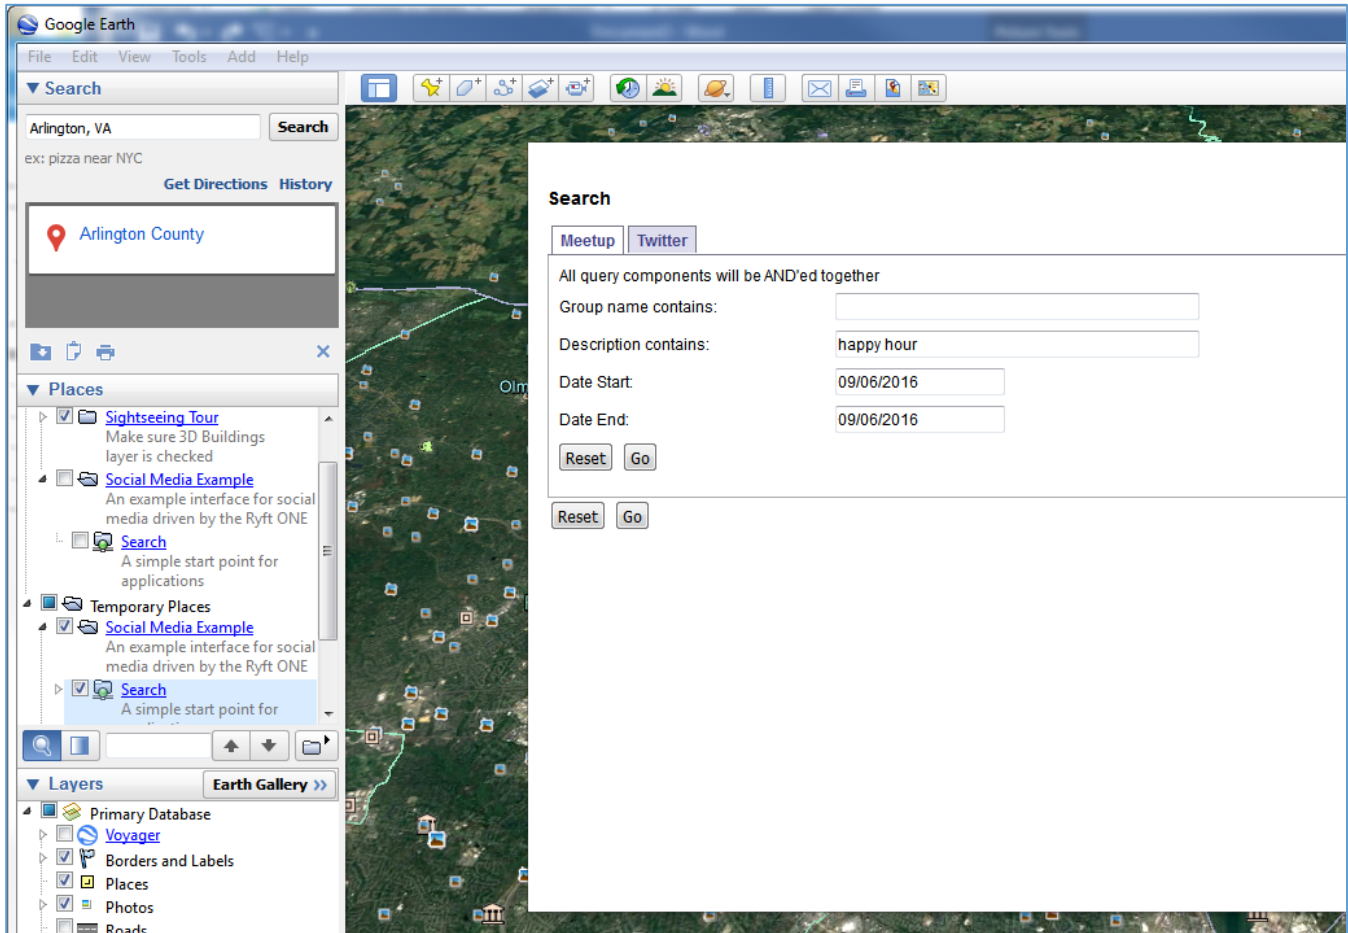 Google Earth
File Edit View Tools Add Help
Search
Arlington, VA
Search
ex: pizza near NYC
Get Directions History
Arlington County
Places
Sightseeing Tour
Make sure 3D Buildings
layer is checked
Social Media Example
An example interface for social
media driven by the Ryft ONE
Search
A simple start point for
applications
Temporary Places
Social Media Example
An example interface for social
media driven by the Ryft ONE
Search
A simple start point for
Layers
Earth Gallery »
Primary Database
Voyager
Borders and Labels
Places
Photos
Roads
Olm
Search
Meetup Twitter
All query components will be AND'ed together
Group name contains:
Description contains: happy hour
Date Start: 09/06/2016
Date End: 09/06/2016
Reset Go
Reset Go